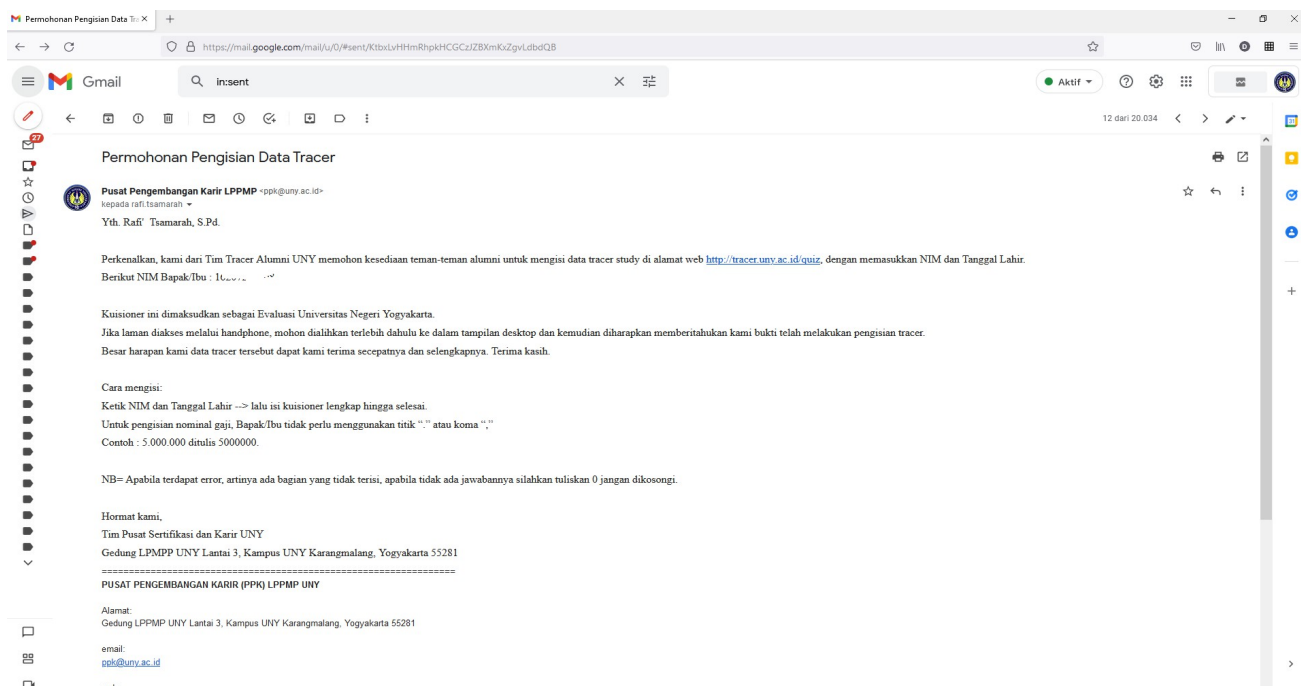 Permohonan Pengisian Data Tra
https://mail.google.com/mail/u/0/#sent/KtbxLvHHmRhpkHCGCzJZBXmKxZgvLdbdQB
Gmail
in:sent
Aktif
27
12 dari 20.034
31
Permohonan Pengisian Data Tracer
Pusat Pengembangan Karir LPPMP <ppk@uny.ac.id>
kepada rafi.tsamarah
Yth. Rafi' Tsamarah, S.Pd.
Perkenalkan, kami dari Tim Tracer Alumni UNY memohon kesediaan teman-teman alumni untuk mengisi data tracer study di alamat web http://tracer.uny.ac.id/quiz, dengan memasukkan NIM dan Tanggal Lahir.
Berikut NIM Bapak/Ibu :
Kuisioner ini dimaksudkan sebagai Evaluasi Universitas Negeri Yogyakarta.
Jika laman diakses melalui handphone, mohon dialihkan terlebih dahulu ke dalam tampilan desktop dan kemudian diharapkan memberitahukan kami bukti telah melakukan pengisian tracer.
Besar harapan kami data tracer tersebut dapat kami terima secepatnya dan selengkapnya. Terima kasih.
Cara mengisi:
Ketik NIM dan Tanggal Lahir --> lalu isi kuisioner lengkap hingga selesai.
Untuk pengisian nominal gaji, Bapak/Ibu tidak perlu menggunakan titik “.” atau koma “,”
Contoh : 5.000.000 ditulis 5000000.
NB= Apabila terdapat error, artinya ada bagian yang tidak terisi, apabila tidak ada jawabannya silahkan tuliskan 0 jangan dikosongi.
Hormat kami,
Tim Pusat Sertifikasi dan Karir UNY
Gedung LPMPP UNY Lantai 3, Kampus UNY Karangmalang, Yogyakarta 55281
=================================================================
PUSAT PENGEMBANGAN KARIR (PPK) LPPMP UNY
Alamat:
Gedung LPPMP UNY Lantai 3, Kampus UNY Karangmalang, Yogyakarta 55281
email:
ppk@uny.ac.id